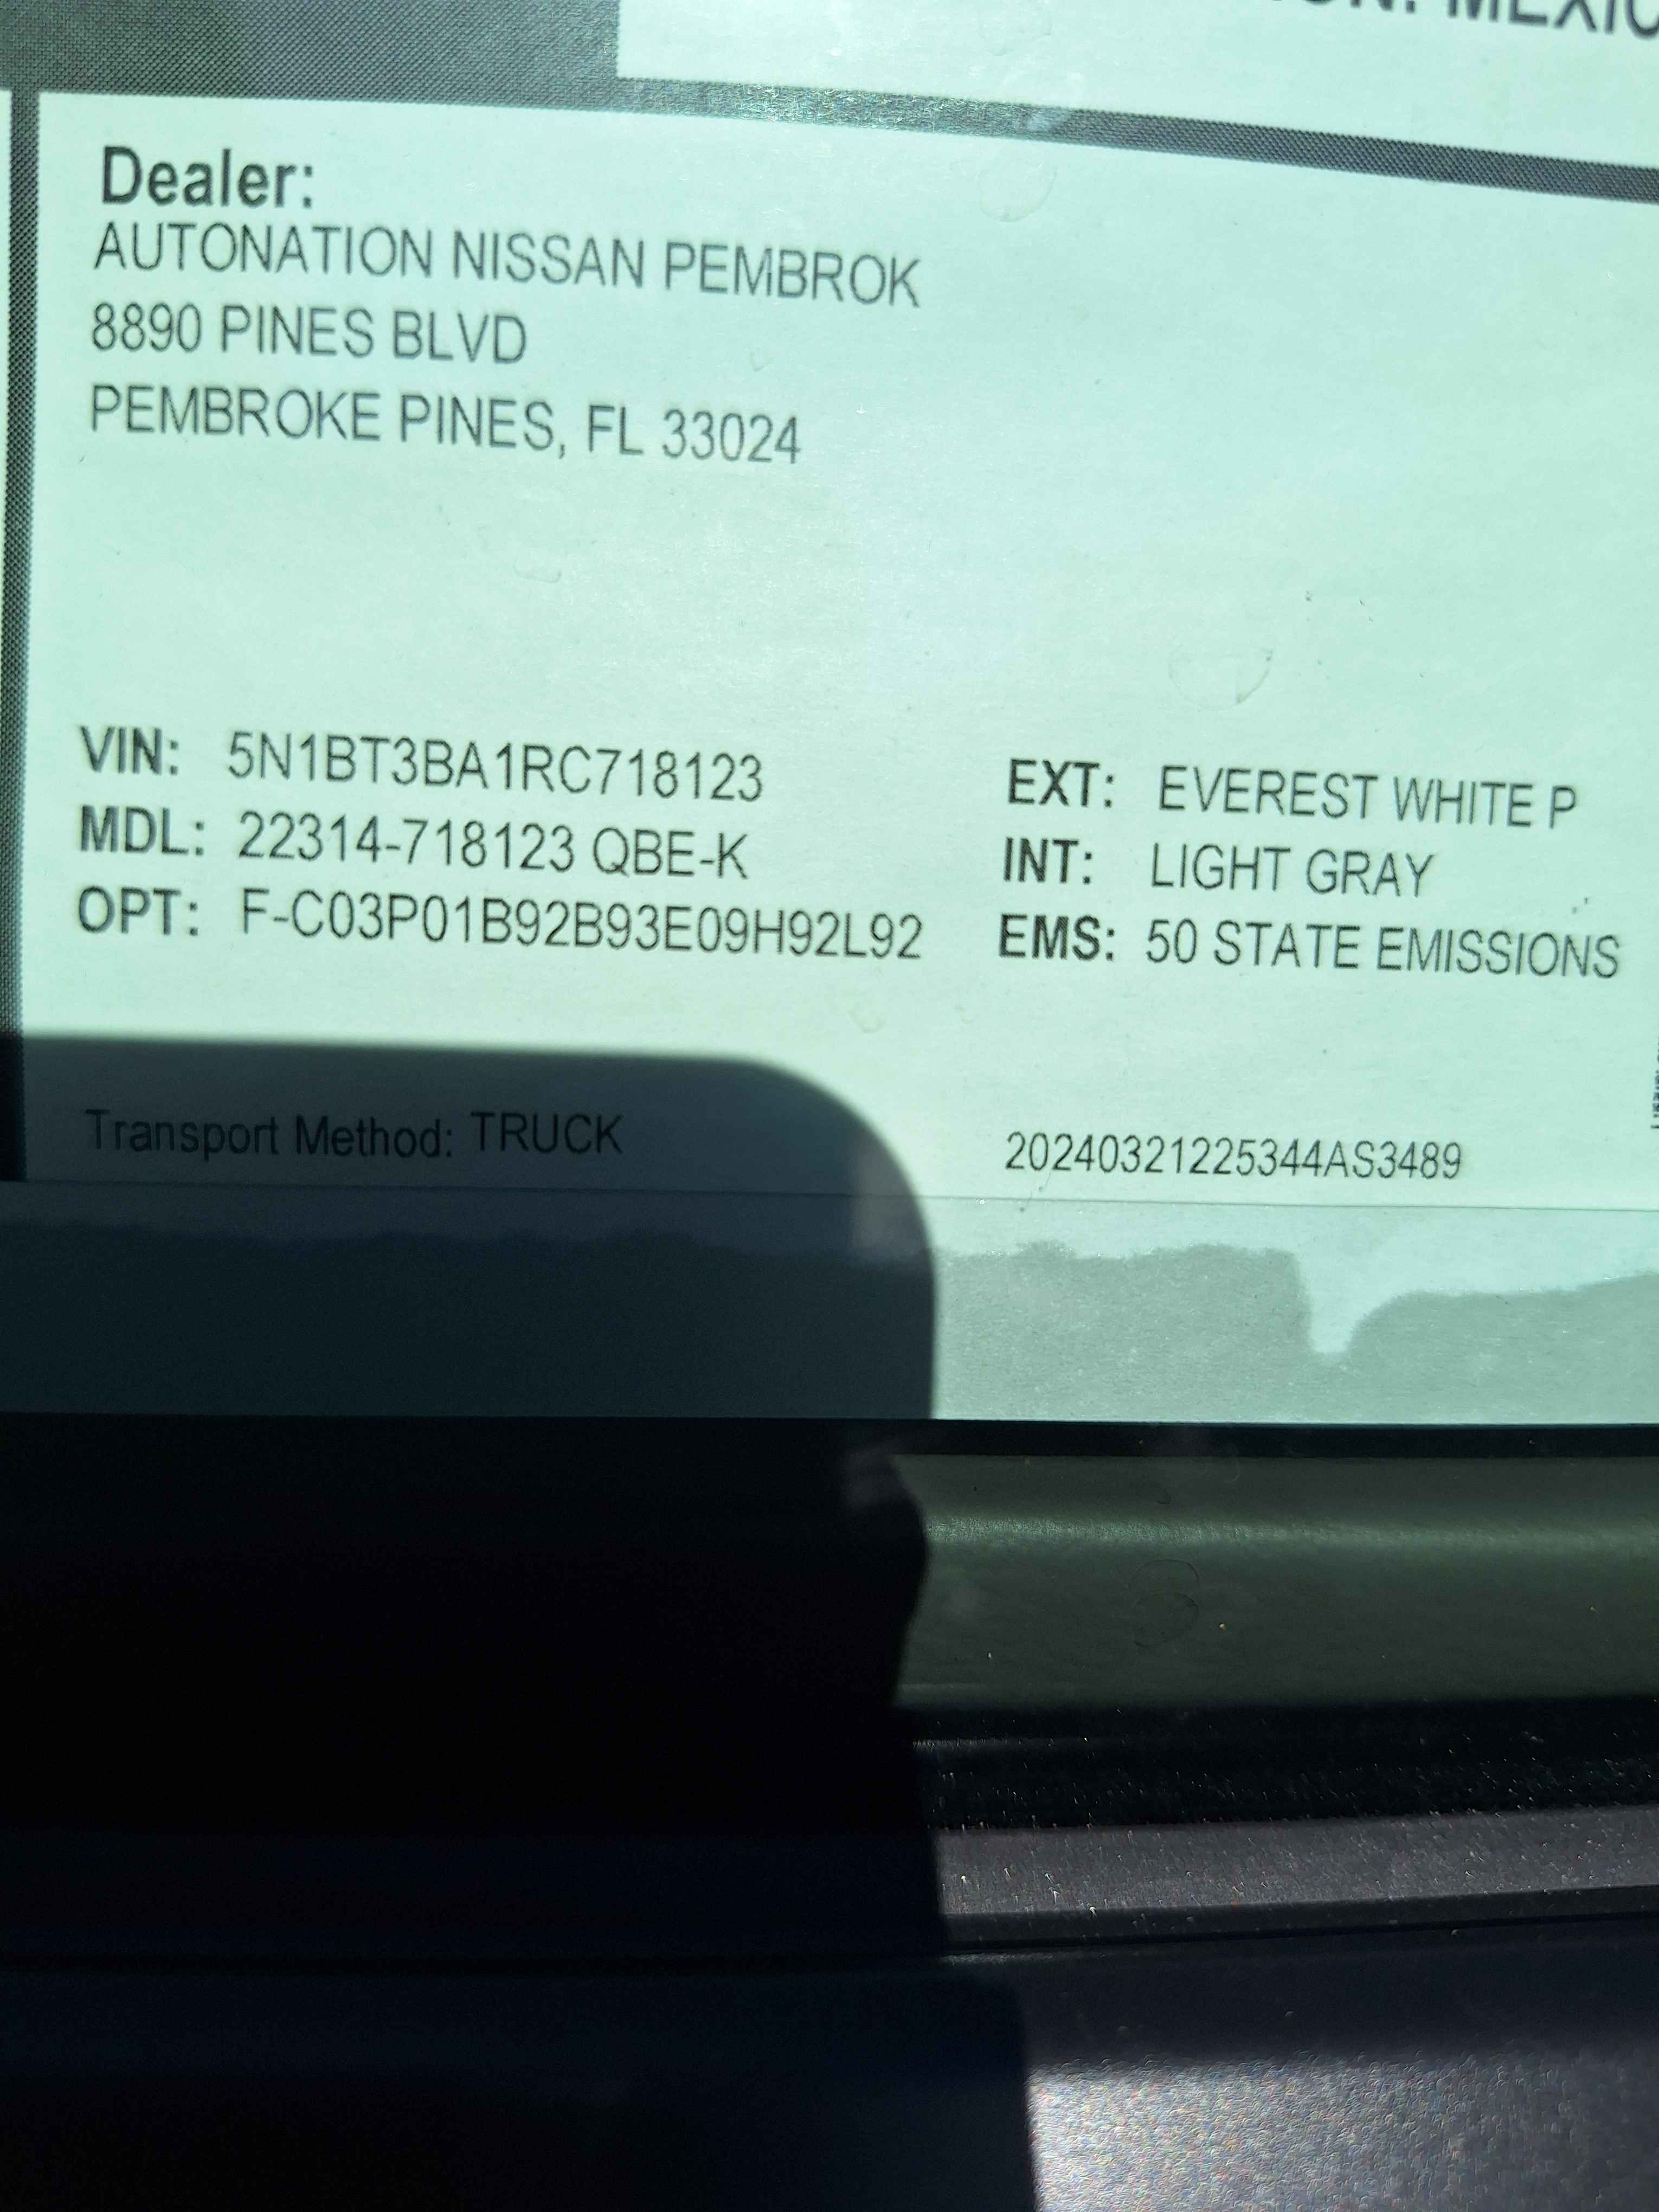 MEXIC
Dealer:
AUTONATION NISSAN PEMBROK
8890 PINES BLVD
PEMBROKE PINES, FL 33024
VIN: 5N1BT3BA1RC718123
MDL: 22314-718123 QBE-K
OPT: F-C03P01B92B93E09H92L92
EXT: EVEREST WHITE P
INT: LIGHT GRAY
EMS: 50 STATE EMISSIONS
Transport Method: TRUCK
20240321225344AS3489